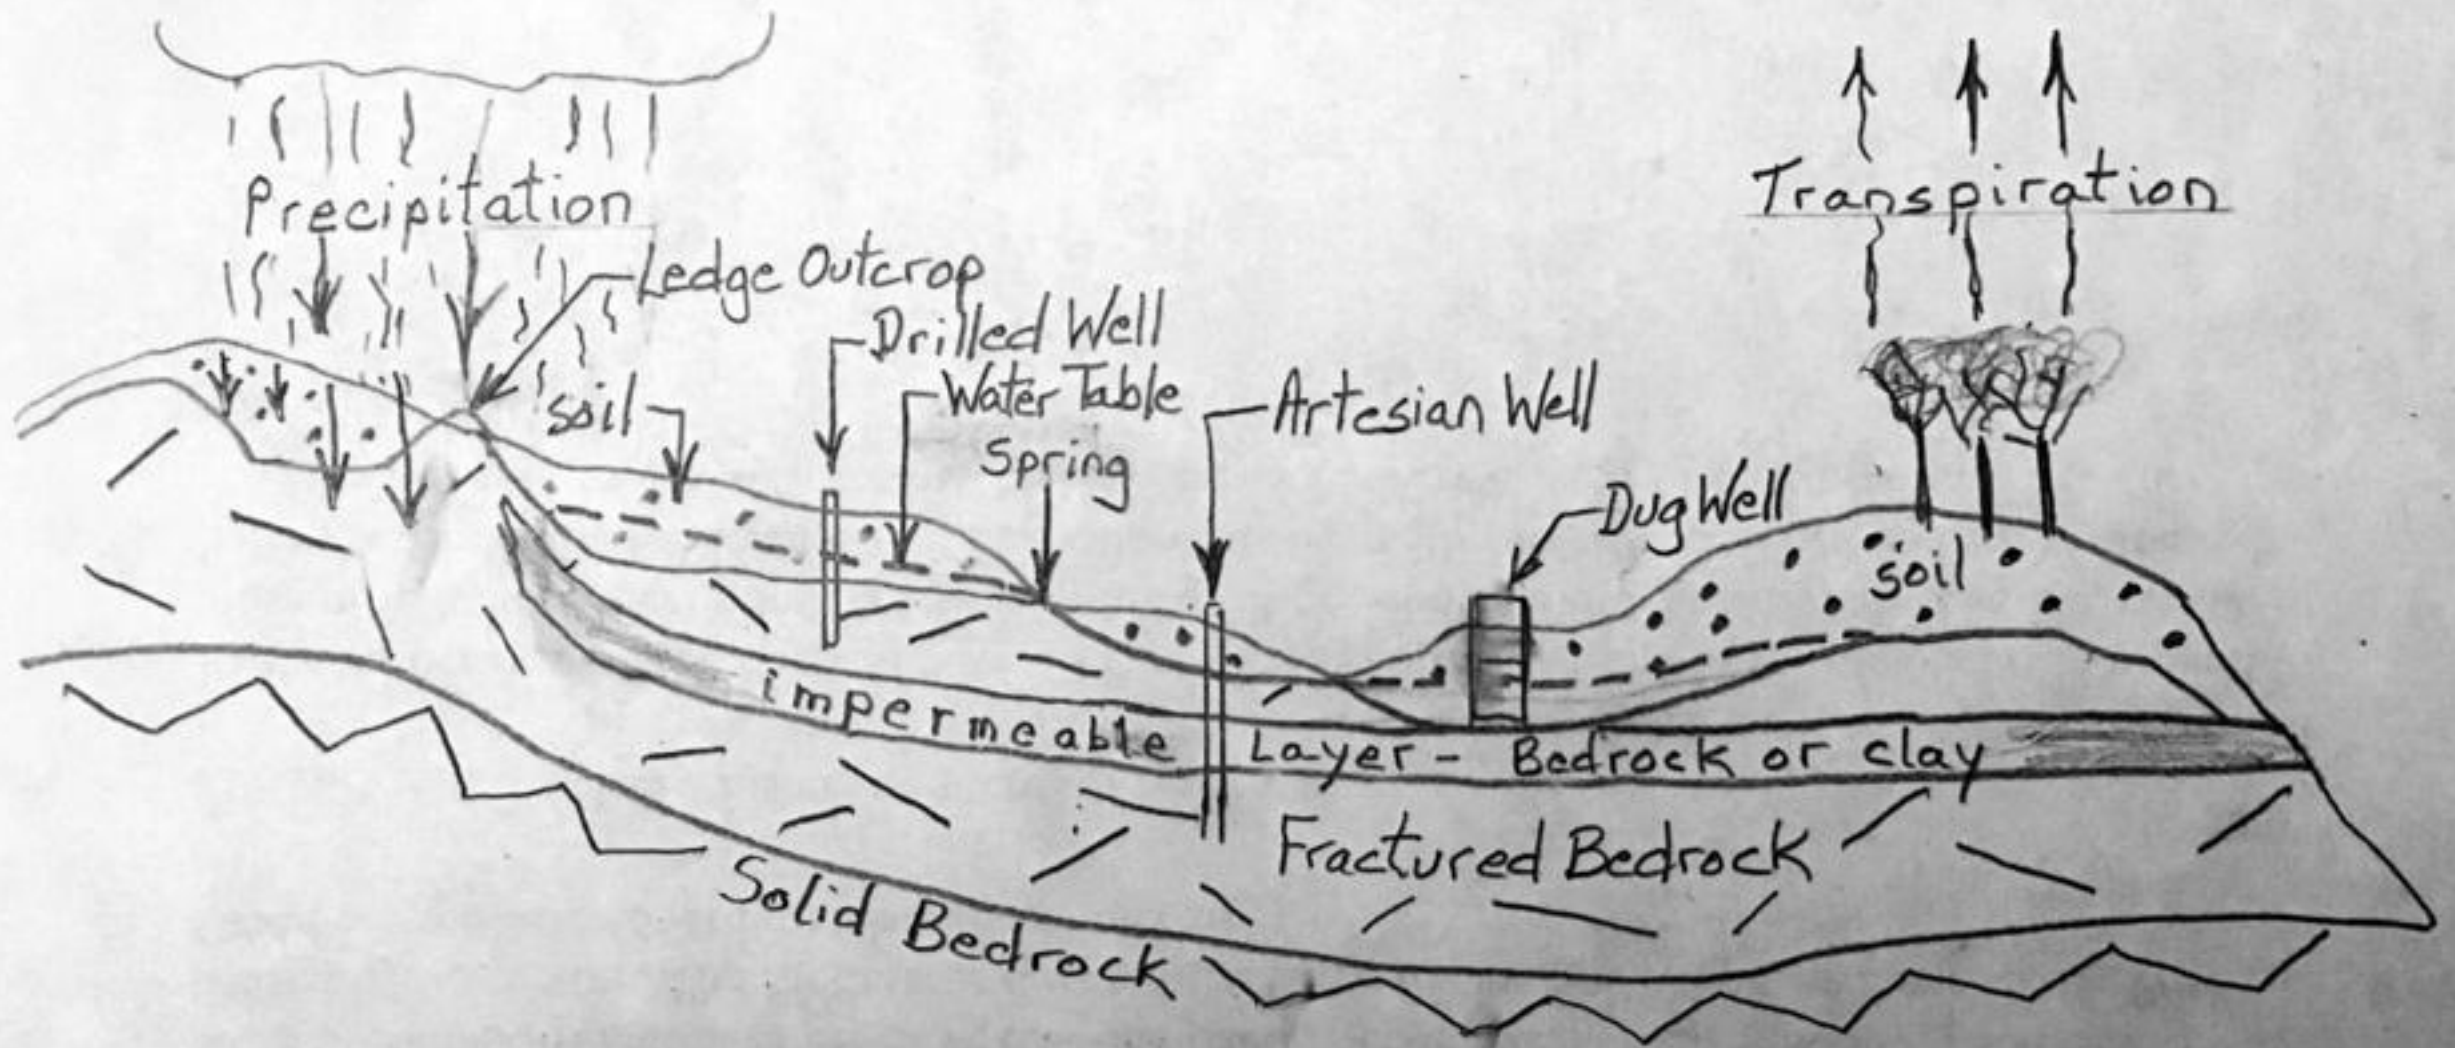 Precipitation
Transpiration
Ledge Outcrop
Drilled Well
soil
Water Table
Spring
Artesian Well
Dug Well
soil
impermeable Layer - Bedrock or clay
Fractured Bedrock
Solid Bedrock